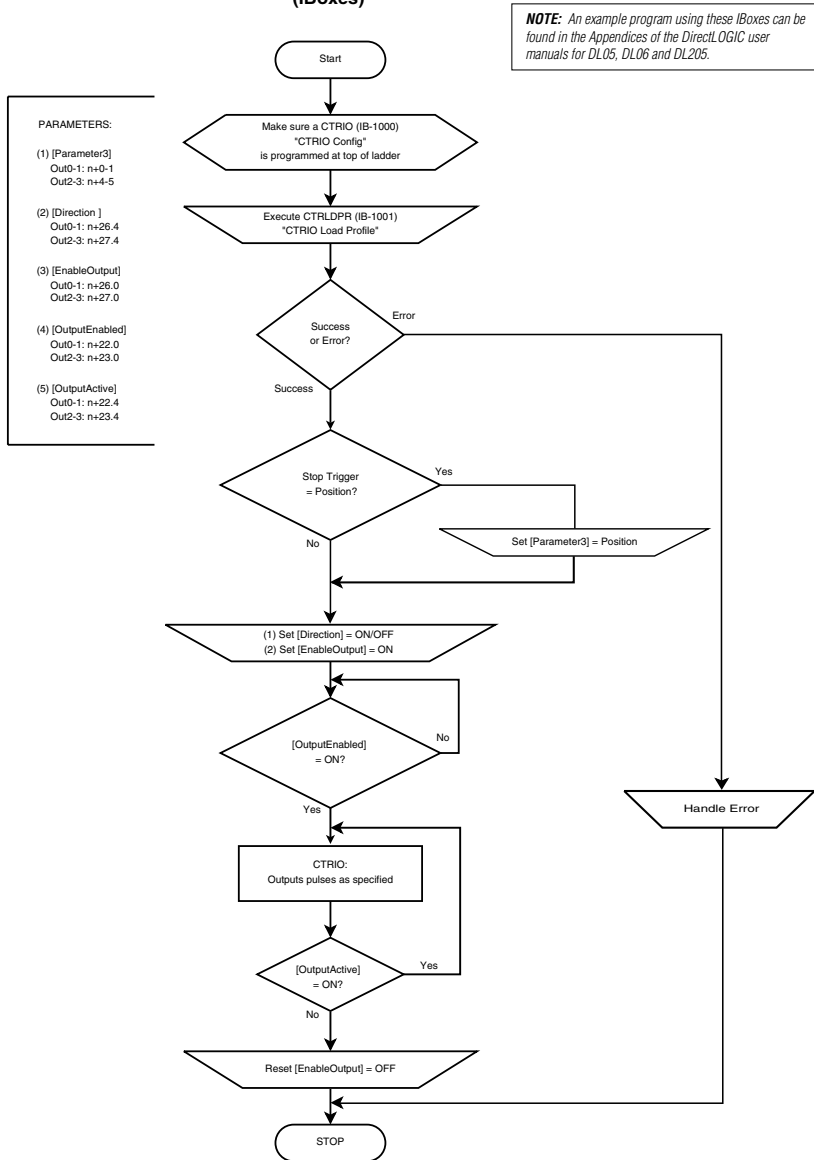 (IBoxes)
NOTE: An example program using these IBoxes can be
found in the Appendices of the DirectLOGIC user
manuals for DL05, DL06 and DL205.
Start
PARAMETERS:
(1) [Parameter3]
Out0-1: n+0-1
Out2-3: n+4-5
(2) [Direction ]
Out0-1: n+26.4
Out2-3: n+27.4
(3) [EnableOutput]
Out0-1: n+26.0
Out2-3: n+27.0
(4) [OutputEnabled]
Out0-1: n+22.0
Out2-3: n+23.0
(5) [OutputActive]
Out0-1: n+22.4
Out2-3: n+23.4
Make sure a CTRIO (IB-1000)
"CTRIO Config"
is programmed at top of ladder
Execute CTRLDPR (IB-1001)
"CTRIO Load Profile"
Success
or Error?
Error
Success
Stop Trigger
= Position?
Yes
Set [Parameter3] = Position
No
(1) Set [Direction] = ON/OFF
(2) Set [EnableOutput] = ON
[OutputEnabled]
= ON?
No
Yes
Handle Error
CTRIO:
Outputs pulses as specified
[OutputActive]
= ON?
Yes
No
Reset [EnableOutput] = OFF
STOP